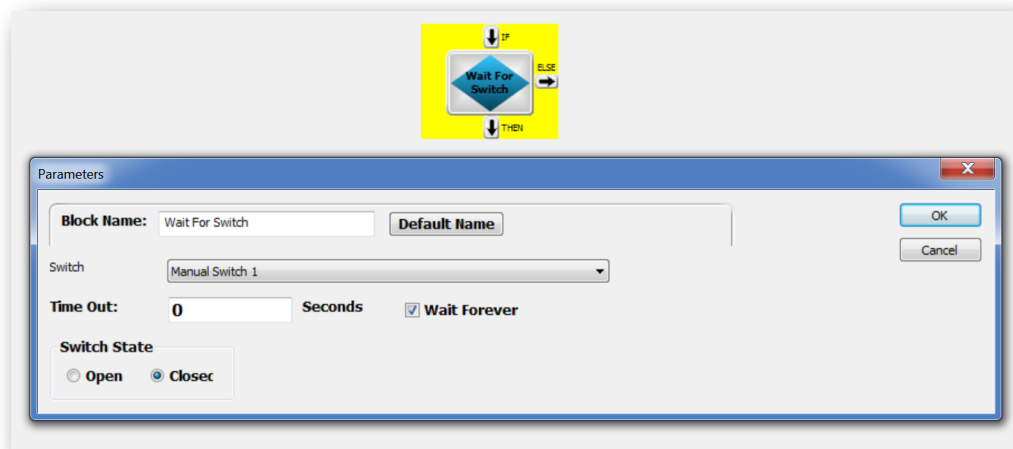 IF
Wait For
Switch
ELSE
THEN
Parameters
Block Name: Wait For Switch Default Name OK
Cancel
Switch Manual Switch 1
Time Out: 0 Seconds Wait Forever
Switch State
Open Closec